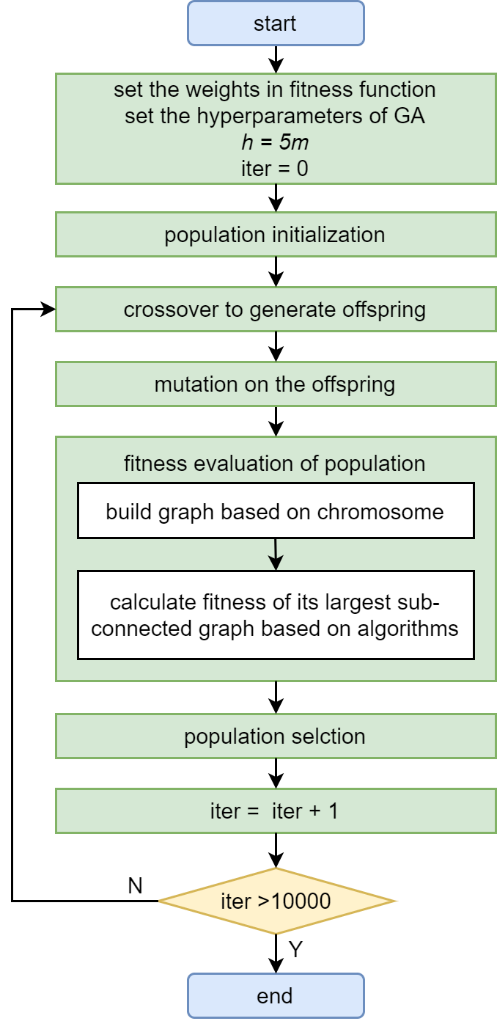 start
set the weights in fitness function
set the hyperparameters of GA
h = 5m
iter = 0
population initialization
crossover to generate offspring
mutation on the offspring
fitness evaluation of population
build graph based on chromosome
calculate fitness of its largest sub-
connected graph based on algorithms
population selction
iter = iter + 1
iter >10000
N
Y
end